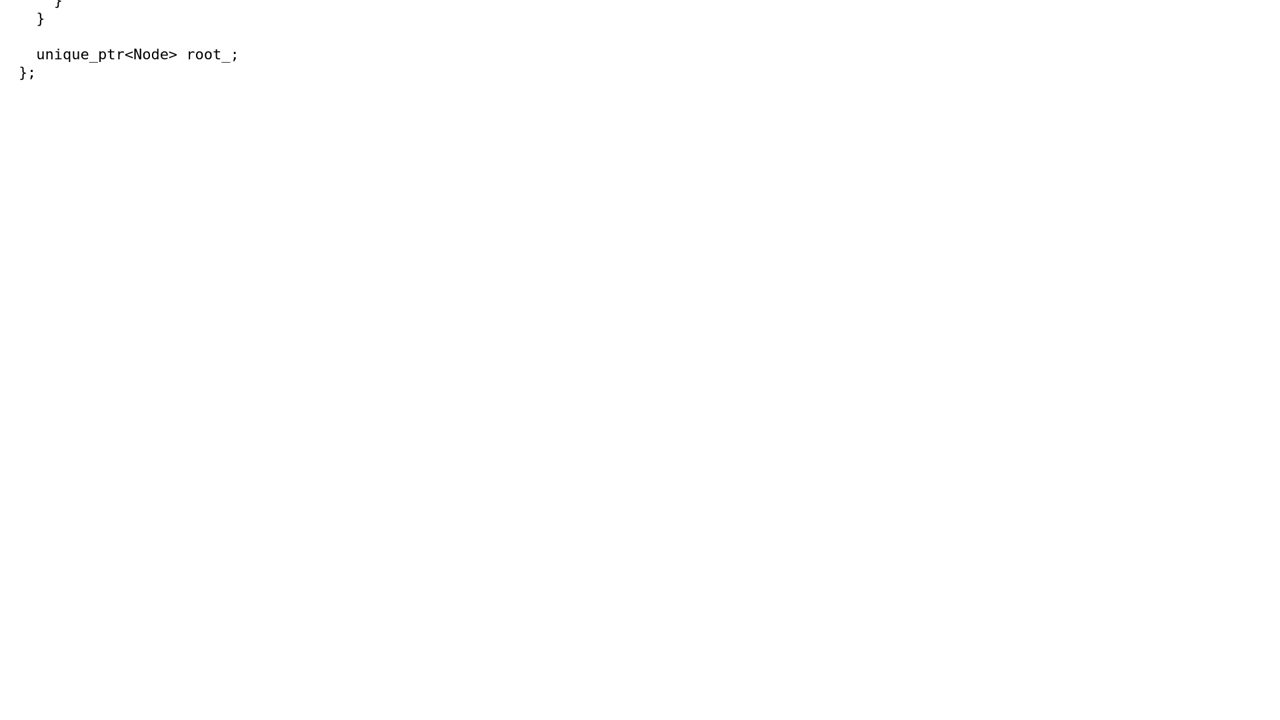 }
  }

  unique_ptr<Node> root_;
};